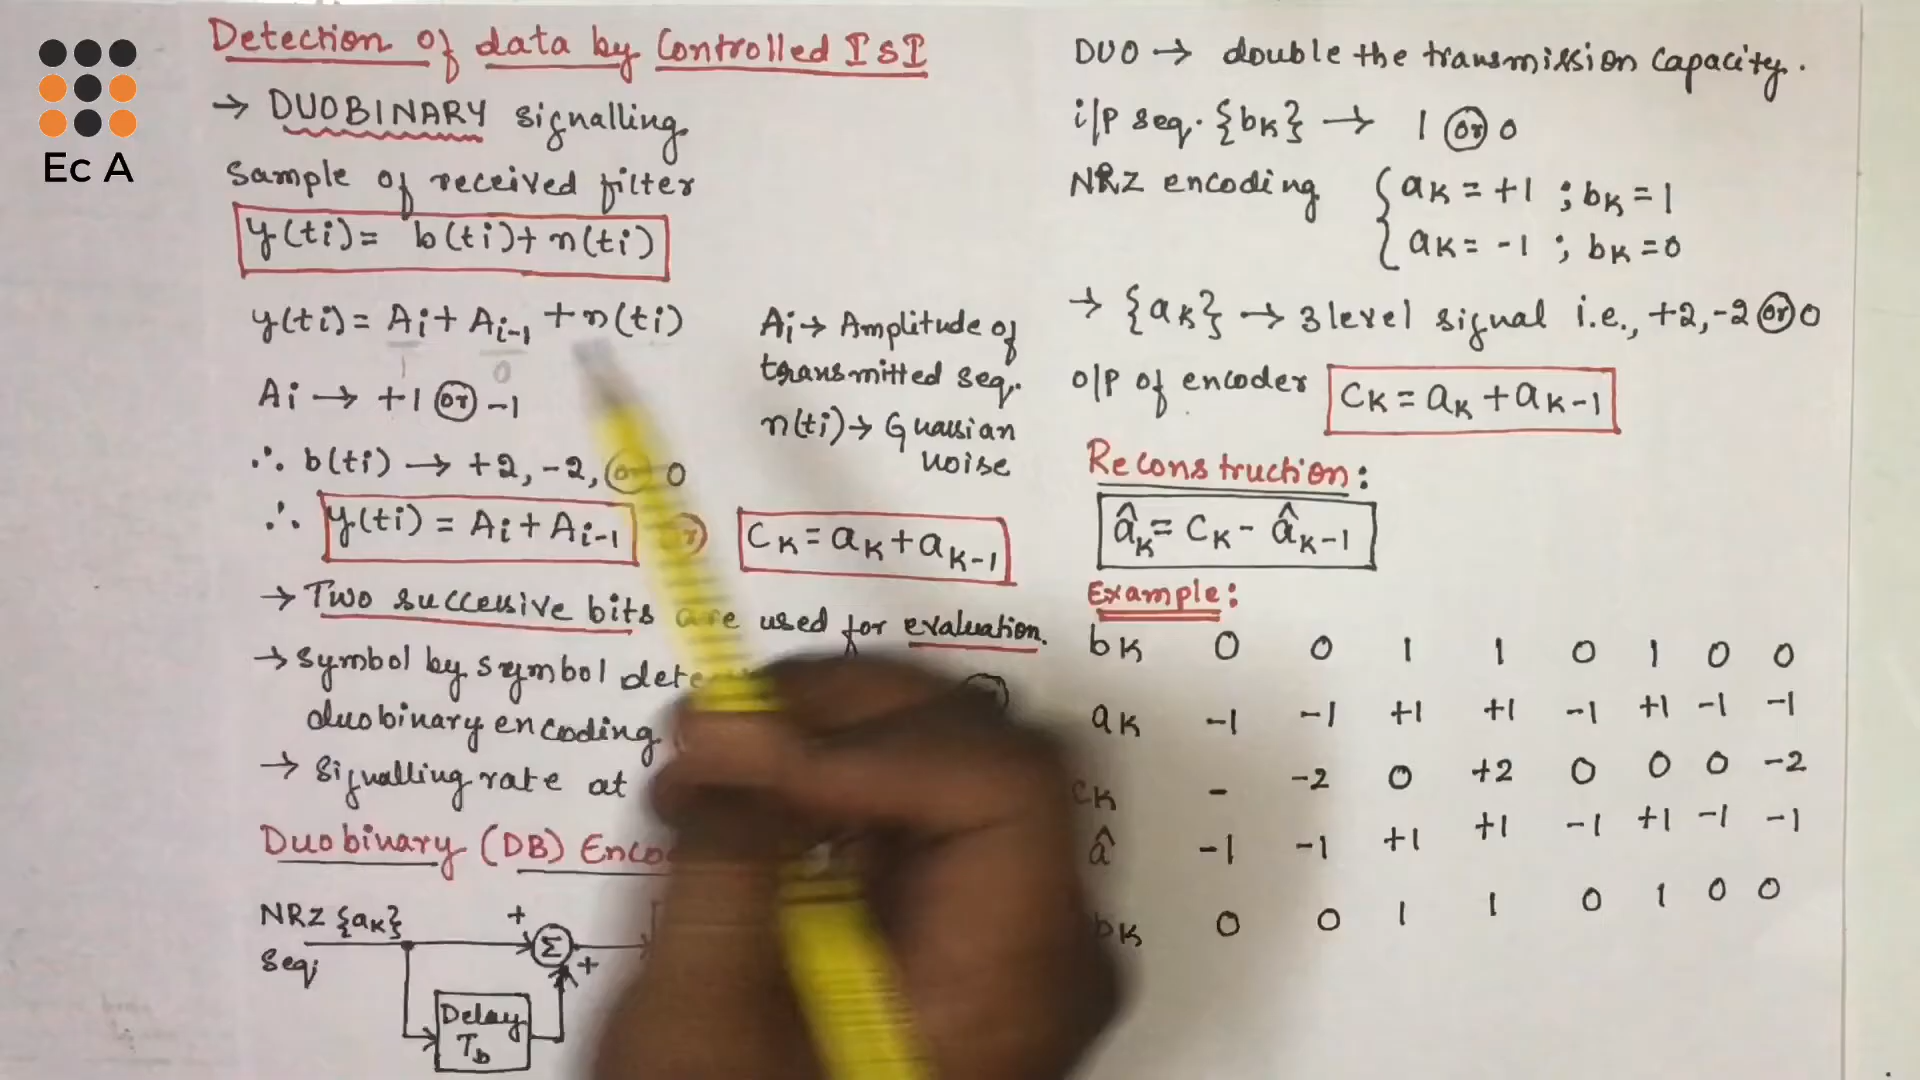 Ec A
Detection of data by Controlled ISI
→ DUOBINARY signalling
Sample of received filter
y(ti) = b(ti) + n(ti)
y(ti) = Ai + Ai-1 + n(ti)
1 0
Ai → +1 or -1
∴ b(ti) → +2, -2, or 0
∴ y(ti) = Ai + Ai-1 or CK = aK + aK-1
Ai → Amplitude of
transmitted seq.
n(ti) → Guassian
noise
→ Two successive bits are used for evaluation.
→ symbol by symbol
duobinary encoding
→ signalling rate at
Duobinary (DB)
NRZ {aK}
seq;
+
Σ
+
Delay
Tb
DUO → double the transmission capacity.
i/p seq. {bK} → 1 or 0
NRZ encoding { aK = +1 ; bK = 1
aK = -1 ; bK = 0
→ {aK} → 3 level signal i.e., +2, -2 or 0
o/p of encoder CK = aK + aK-1
Reconstruction:
âK = CK - âK-1
Example:
bK 0 0 1 1 0 1 0 0
aK -1 -1 +1 +1 -1 +1 -1 -1
CK - -2 0 +2 0 0 0 -2
â -1 -1 +1 +1 -1 +1 -1 -1
bK 0 0 1 1 0 1 0 0